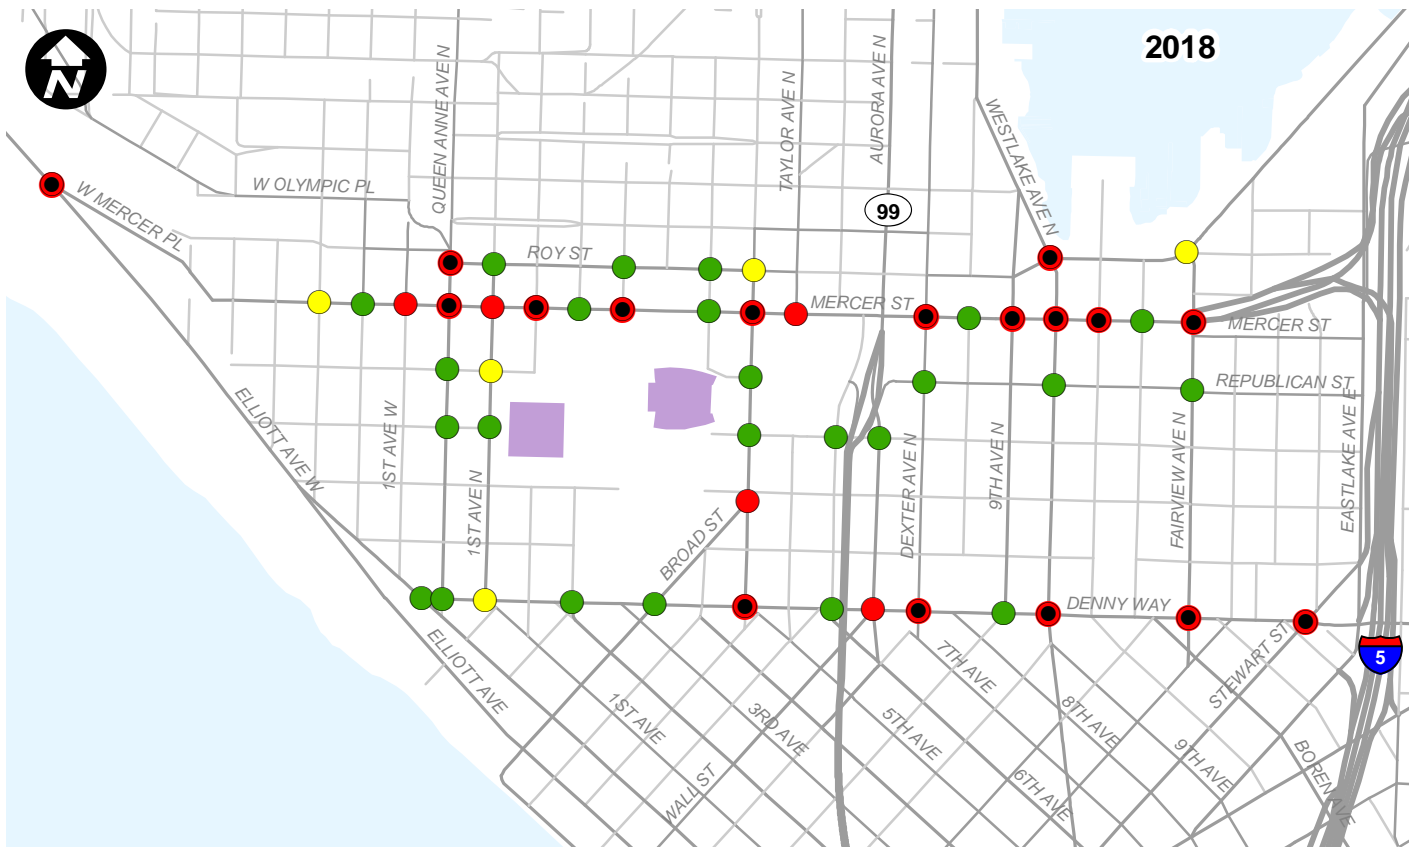 2018
N
QUEEN ANNE AVE N
TAYLOR AVE N
AURORA AVE N
WESTLAKE AVE N
W OLYMPIC PL
W MERCER PL
99
ROY ST
MERCER ST
MERCER ST
REPUBLICAN ST
ELLIOTT AVE W
1ST AVE W
1ST AVE N
BROAD ST
DEXTER AVE N
9TH AVE N
FAIRVIEW AVE N
EASTLAKE AVE E
DENNY WAY
ELLIOTT AVE
1ST AVE
3RD AVE
5TH AVE
7TH AVE
8TH AVE
6TH AVE
9TH AVE
STEWART ST
5
WALL ST
BOREN AVE